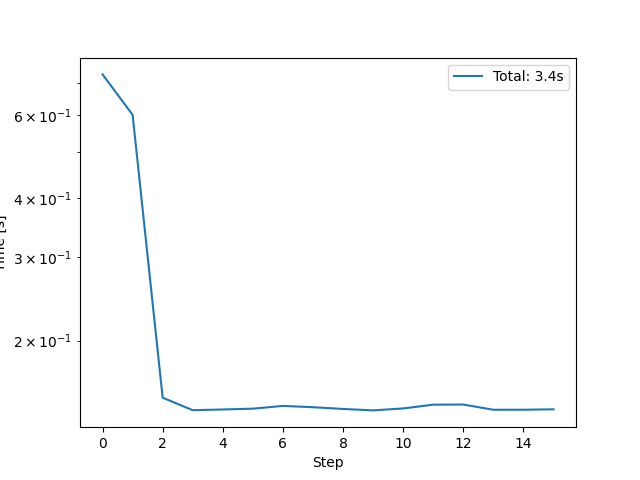 Total: 3.4s
6 × 10⁻¹
4 × 10⁻¹
3 × 10⁻¹
2 × 10⁻¹
Time [s]
0 2 4 6 8 10 12 14
Step